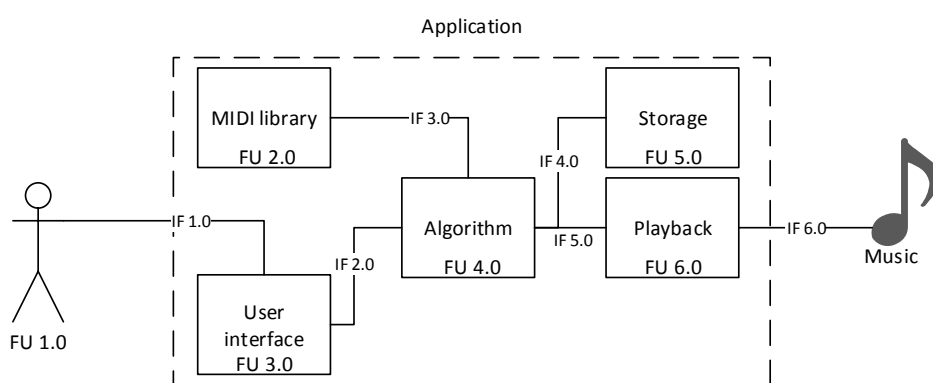 Application
MIDI library
FU 2.0
IF 3.0
Storage
FU 5.0
IF 4.0
IF 1.0
Algorithm
FU 4.0
IF 5.0
Playback
FU 6.0
IF 6.0
Music
IF 2.0
User
interface
FU 3.0
FU 1.0